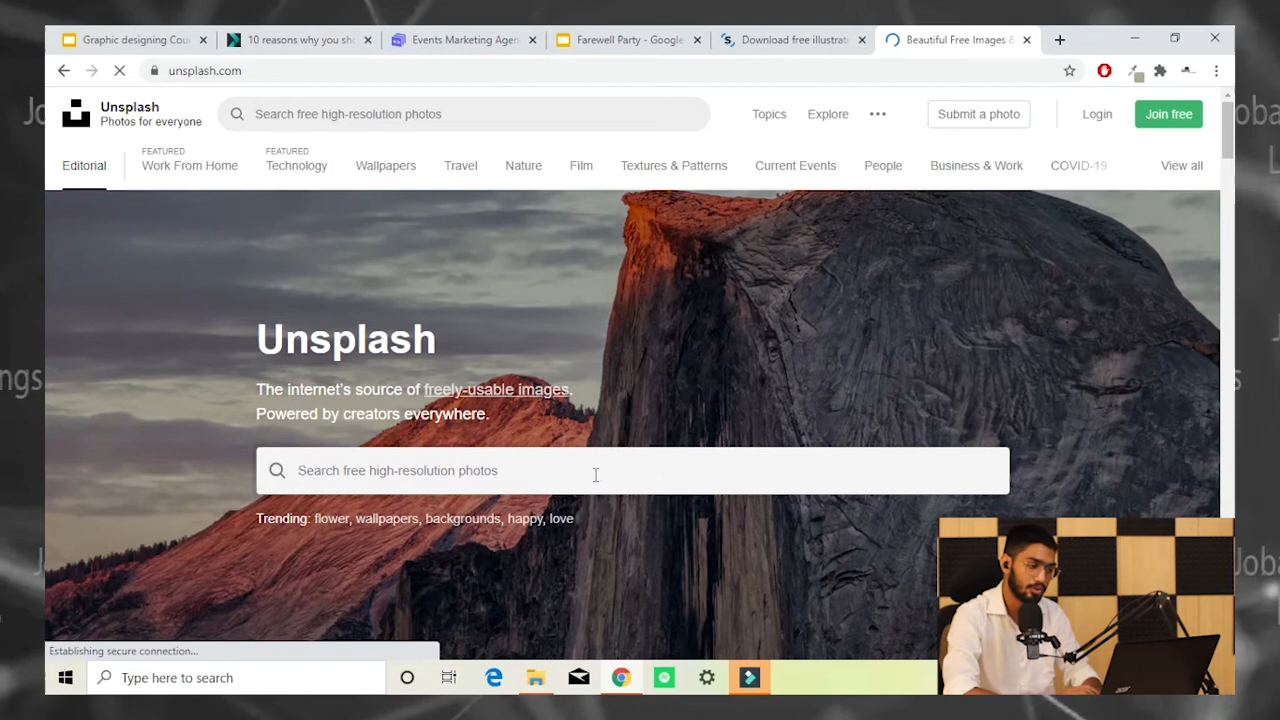 Graphic designing Cou
10 reasons why you sh
Events Marketing Agen
Farewell Party - Google
Download free illustrat
Beautiful Free Images &
unsplash.com
Unsplash
Photos for everyone
Search free high-resolution photos
Topics
Explore
Submit a photo
Login
Join free
Editorial
FEATURED
Work From Home
FEATURED
Technology
Wallpapers
Travel
Nature
Film
Textures & Patterns
Current Events
People
Business & Work
COVID-19
View all
Unsplash
The internet's source of freely-usable images.
Powered by creators everywhere.
Search free high-resolution photos
Trending: flower, wallpapers, backgrounds, happy, love
Establishing secure connection...
Type here to search
acer